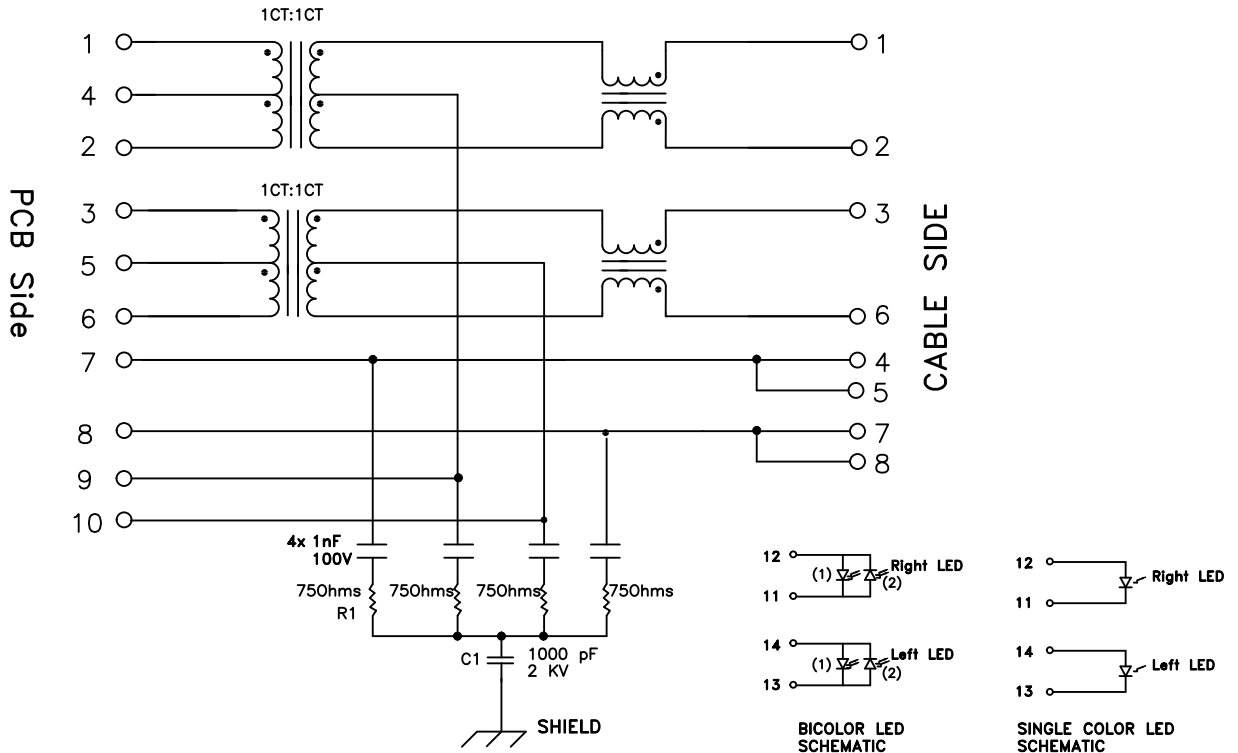 1CT:1CT
1
1
4
2
2
PCB Side
1CT:1CT
3
3
5
6
6
CABLE SIDE
7
4
5
8
7
8
9
10
4x 1nF
100V
75Ohms
75Ohms
75Ohms
75Ohms
R1
C1
1000 pF
2 KV
SHIELD
12
Right LED
(1)
(2)
11
14
Left LED
(1)
(2)
13
BICOLOR LED
SCHEMATIC
12
Right LED
11
14
Left LED
13
SINGLE COLOR LED
SCHEMATIC